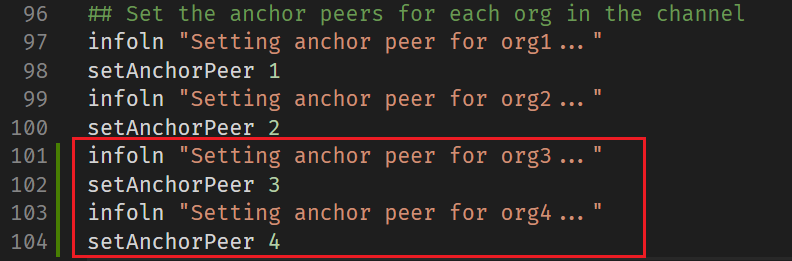 96 ## Set the anchor peers for each org in the channel
97 infoln "Setting anchor peer for org1..."
98 setAnchorPeer 1
99 infoln "Setting anchor peer for org2..."
100 setAnchorPeer 2
101 infoln "Setting anchor peer for org3..."
102 setAnchorPeer 3
103 infoln "Setting anchor peer for org4..."
104 setAnchorPeer 4